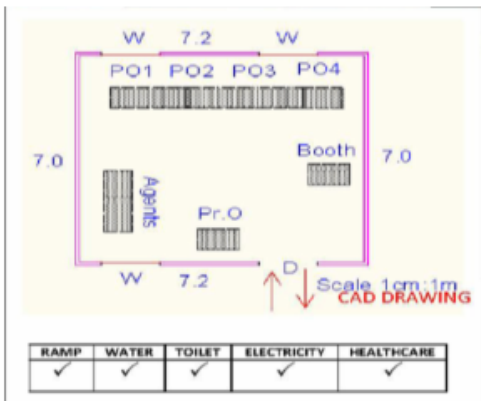 W 7.2 W
PO1 PO2 PO3 PO4
7.0 Booth 7.0
Agents
Pr.O
W 7.2 D
Scale 1cm:1m
CAD DRAWING
RAMP WATER TOILET ELECTRICITY HEALTHCARE
✓ ✓ ✓ ✓ ✓